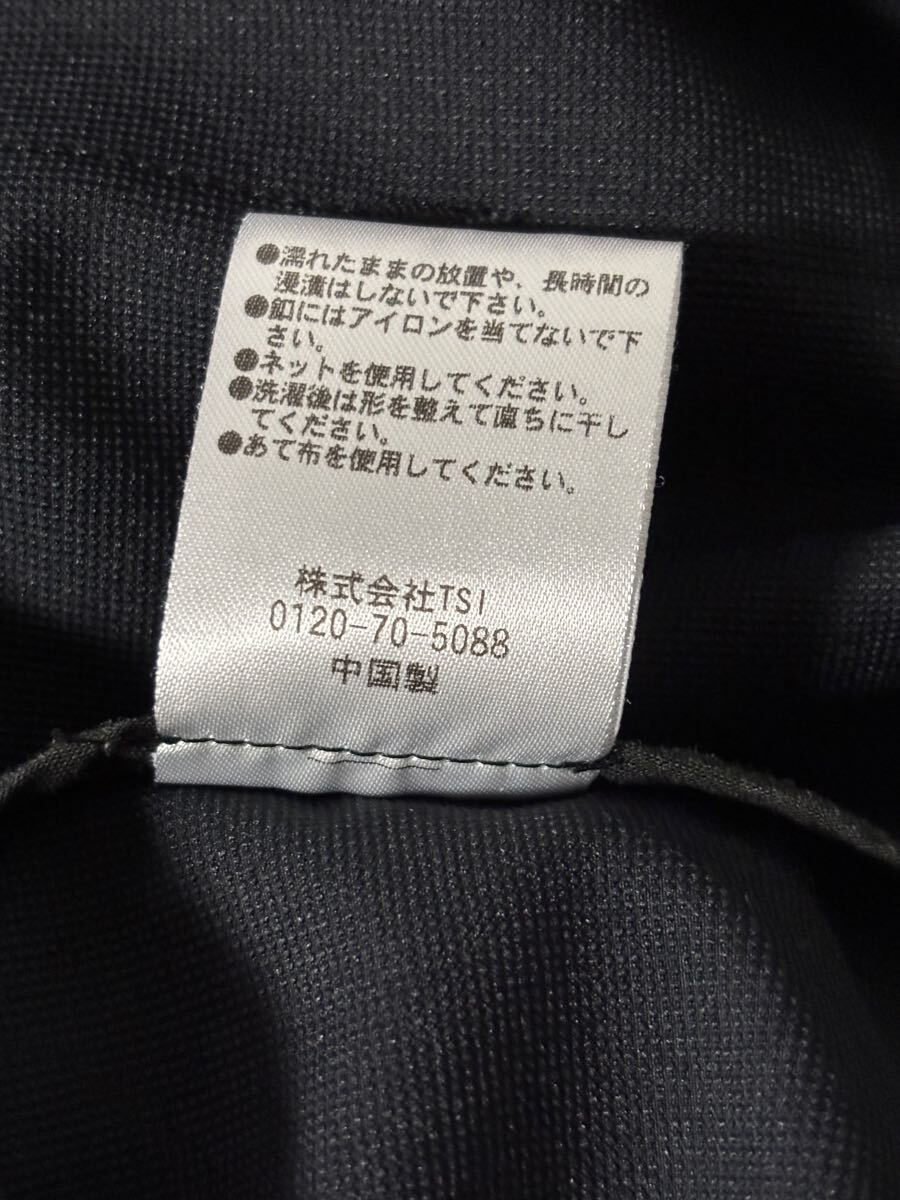 ●濡れたままの放置や、長時間の
浸漬はしないで下さい。
●釦にはアイロンを当てないで下
さい。
●ネットを使用してください。
●洗濯後は形を整えて直ちに干し
てください。
●あて布を使用してください。
株式会社TSI
0120-70-5088
中国製